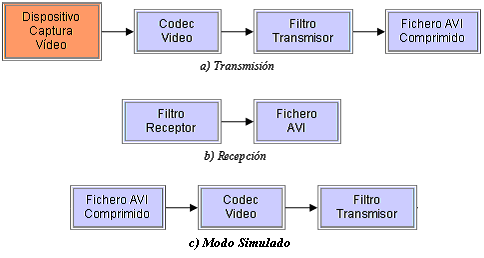 Dispositivo
Captura
Vídeo
Codec
Video
Filtro
Transmisor
Fichero AVI
Comprimido
a) Transmisión
Filtro
Receptor
Fichero
AVI
b) Recepción
Fichero AVI
Comprimido
Codec
Video
Filtro
Transmisor
c) Modo Simulado